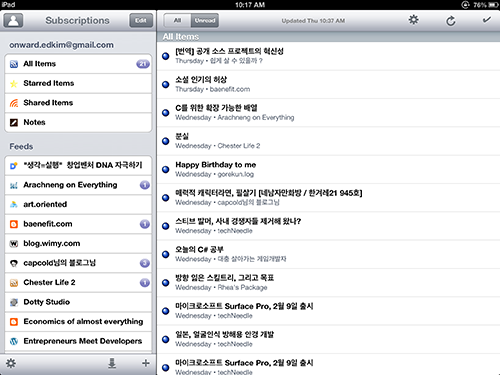 iPad
10:17 AM
76%
Subscriptions
Edit
onward.edkim@gmail.com
All Items
21
Starred Items
Shared Items
Notes
Feeds
"생각=실행" 창업벤처 DNA 자극하기
Arachneng on Everything
1
art.oriented
baenefit.com
1
blog.wimy.com
capcold님의 블로그님
3
Chester Life 2
1
Dotty Studio
Economics of almost everything
Entrepreneurs Meet Developers
All
Unread
Updated Thu 10:37 AM
All Items
[번역] 공개 소스 프로젝트의 혁신성
Thursday • 쉽게 살 수 있을까 ?
소셜 인기의 허상
Thursday • baenefit.com
C를 위한 확장 가능한 배열
Wednesday • Arachneng on Everything
분실
Wednesday • Chester Life 2
Happy Birthday to me
Wednesday • gorekun.log
매력적 캐릭터라면, 필살기 [네남자만화방 / 한겨레21 945호]
Wednesday • capcold님의 블로그님
스티브 발머, 사내 경쟁자들 제거해 왔나?
Wednesday • techNeedle
오늘의 C# 공부
Wednesday • 대충 살아가는 게임개발자
방향 잃은 스킬트리, 그리고 목표
Wednesday • Rhea's Package
마이크로소프트 Surface Pro, 2월 9일 출시
Wednesday • techNeedle
일본, 얼굴인식 방해용 안경 개발
Wednesday • techNeedle
마이크로소프트 Surface Pro, 2월 9일 출시
Wednesday • techNeedle